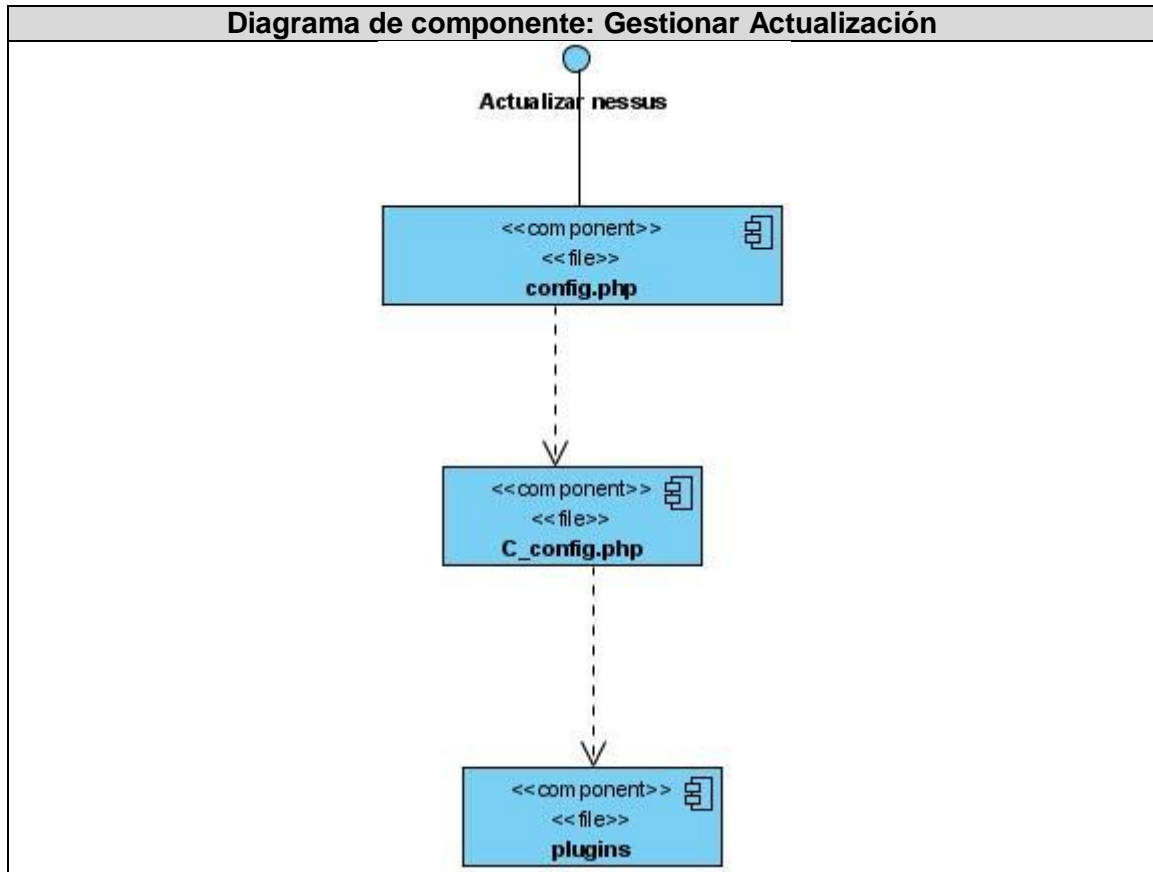 Diagrama de componente: Gestionar Actualización
Actualizar nessus
<<component>>
<<file>>
config.php
<<component>>
<<file>>
C_config.php
<<component>>
<<file>>
plugins